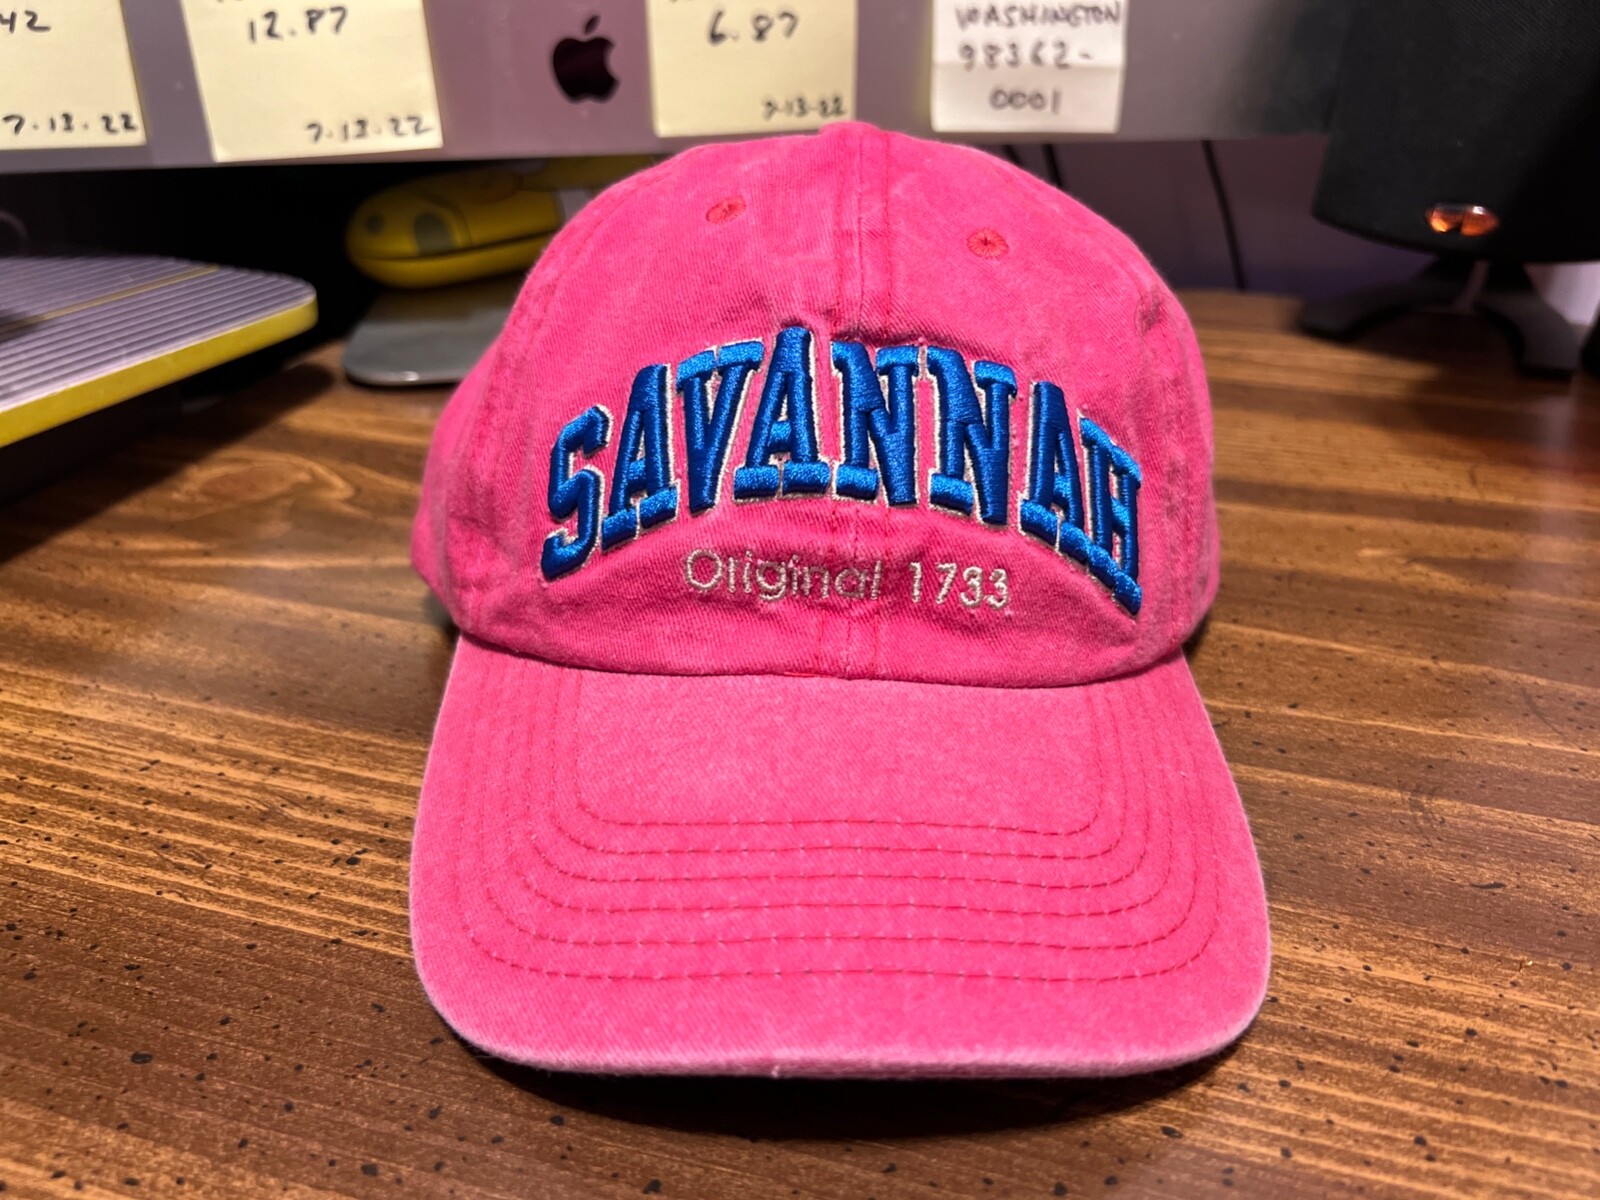 42
7.13.22
12.87
7.13.22
6.87
7-13-22
WASHINGTON
98362-
0001
SAVANNAH
Original 1733